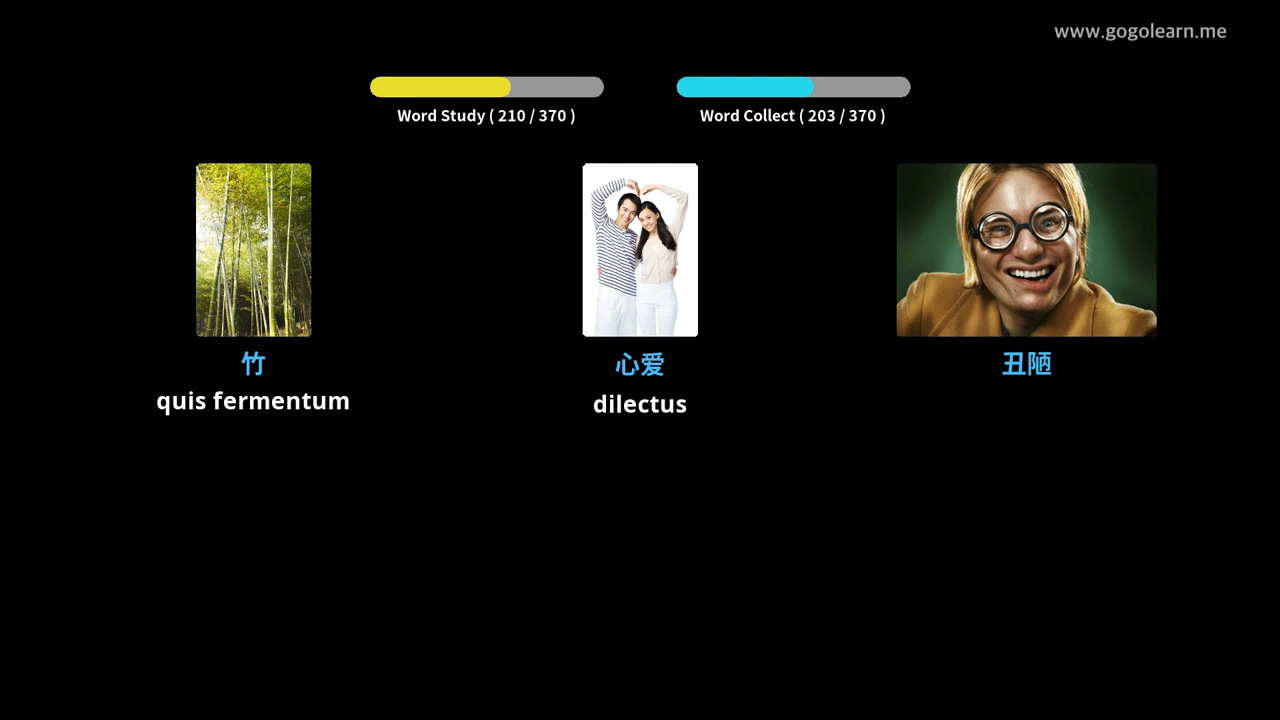 www.gogolearn.me
Word Study ( 210 / 370 )
Word Collect ( 203 / 370 )
竹
心爱
丑陋
quis fermentum
dilectus